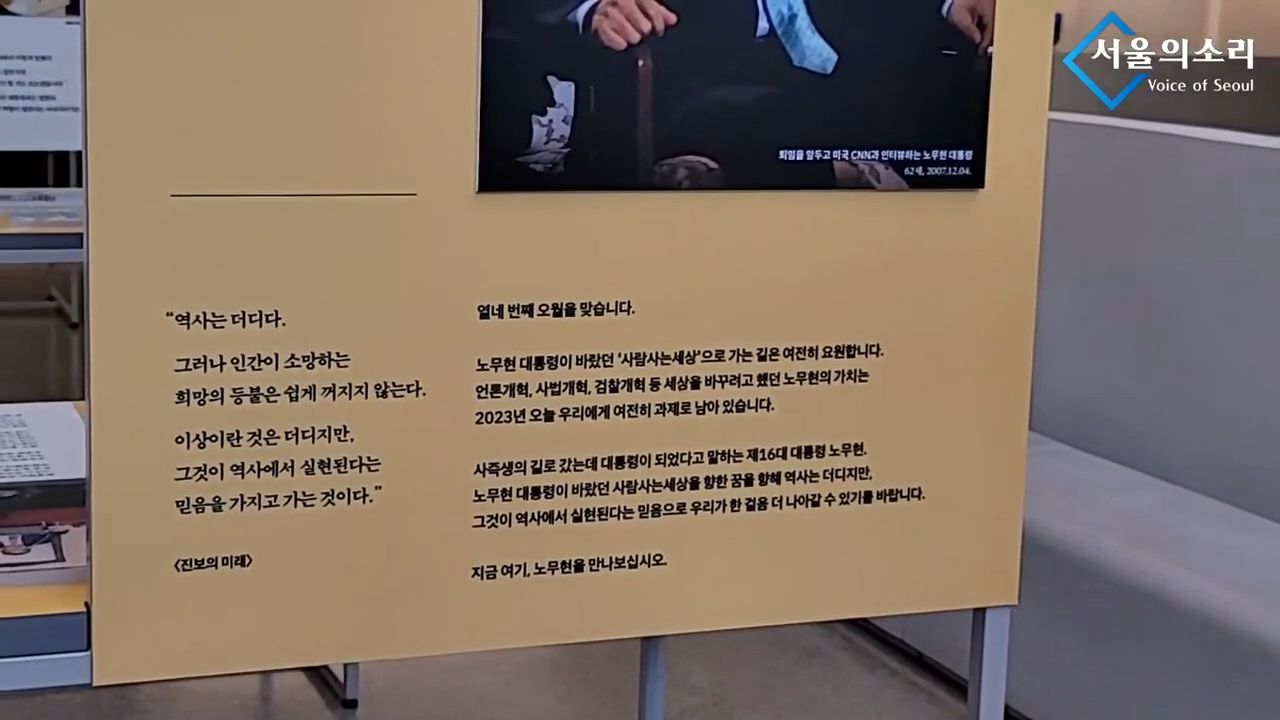 서울의소리
Voice of Seoul
퇴임을 앞두고 미국 CNN과 인터뷰하는 노무현 대통령
62세, 2007.12.04.
“역사는 더디다.
그러나 인간이 소망하는
희망의 등불은 쉽게 꺼지지 않는다.
이상이란 것은 더디지만,
그것이 역사에서 실현된다는
믿음을 가지고 가는 것이다.”
〈진보의 미래〉
열네 번째 오월을 맞습니다.
노무현 대통령이 바랐던 ‘사람사는세상’으로 가는 길은 여전히 요원합니다.
언론개혁, 사법개혁, 검찰개혁 등 세상을 바꾸려고 했던 노무현의 가치는
2023년 오늘 우리에게 여전히 과제로 남아 있습니다.
사즉생의 길로 갔는데 대통령이 되었다고 말하는 제16대 대통령 노무현.
노무현 대통령이 바랐던 사람사는세상을 향한 꿈을 향해 역사는 더디지만,
그것이 역사에서 실현된다는 믿음으로 우리가 한 걸음 더 나아갈 수 있기를 바랍니다.
지금 여기, 노무현을 만나보십시오.